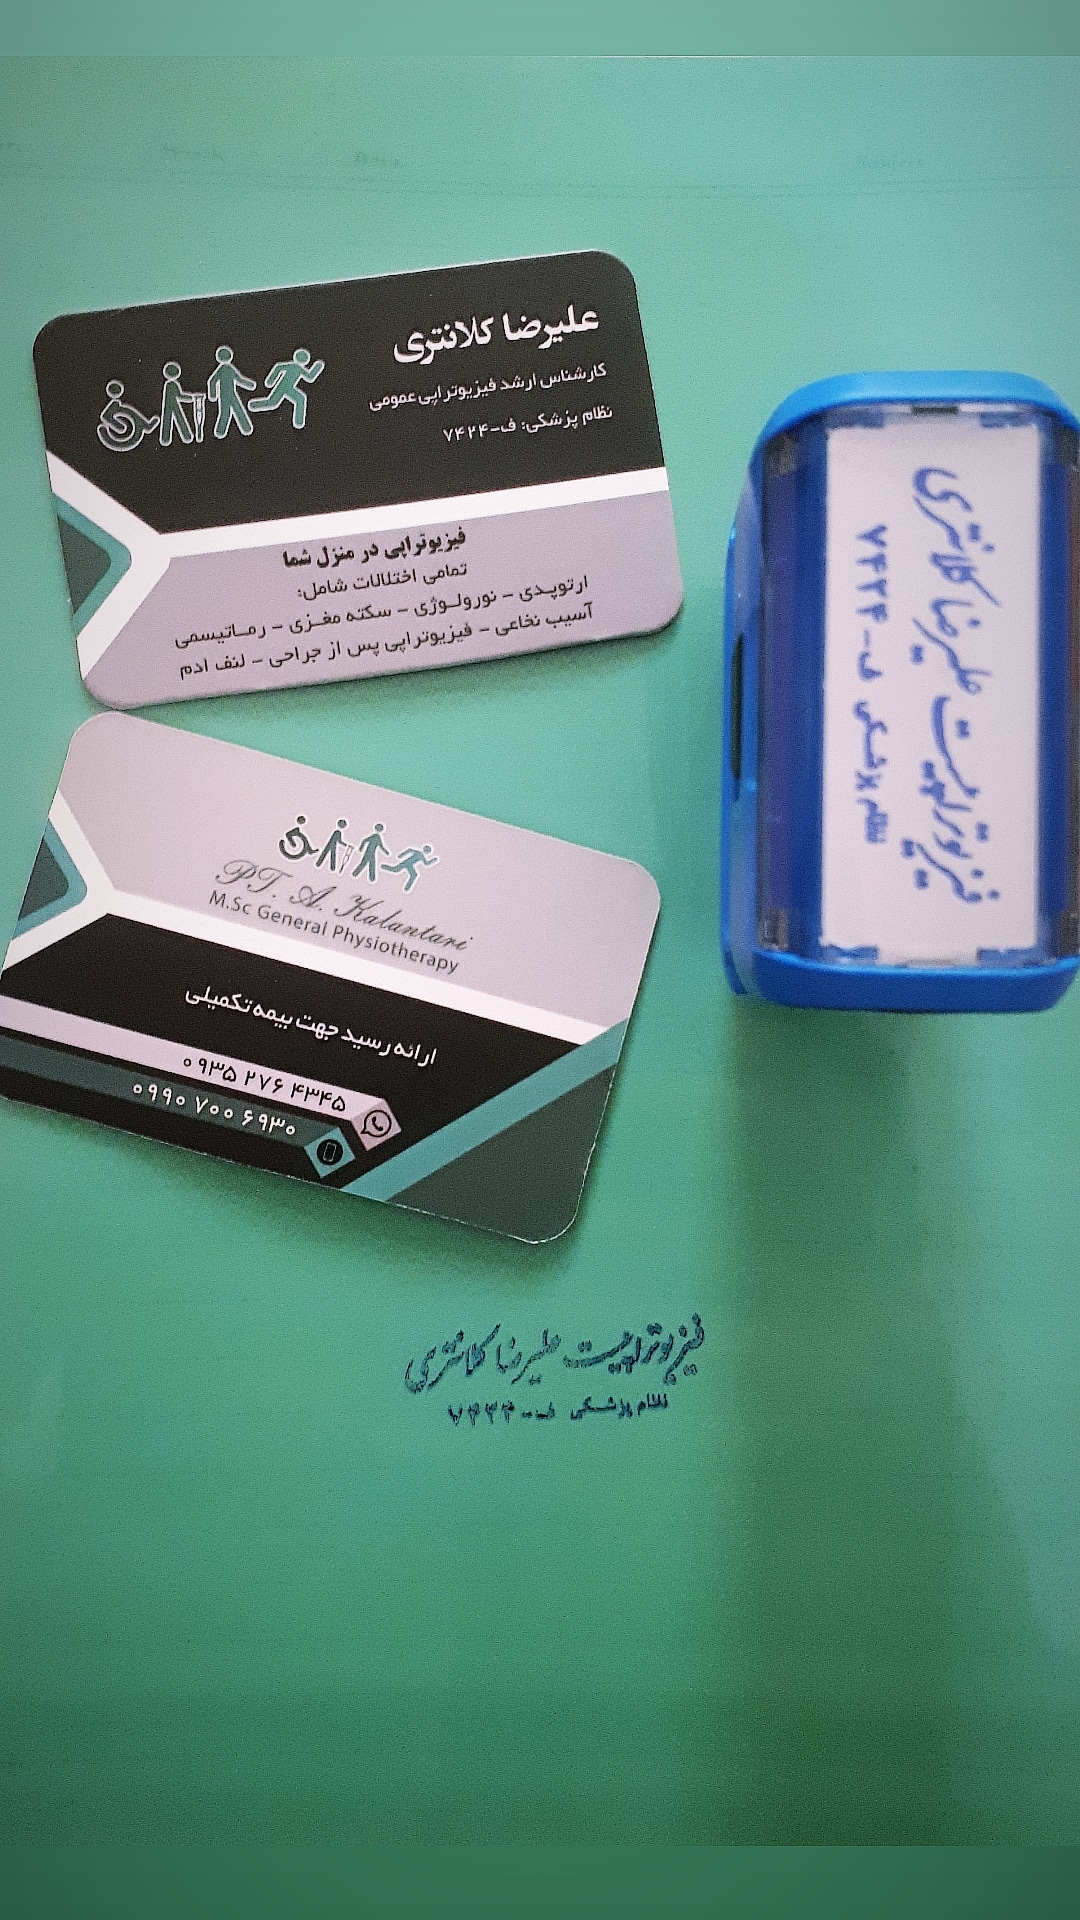 علیرضا کلانتری
کارشناس ارشد فیزیوتراپی عمومی
نظام پزشکی: ف-۷۴۲۴
فیزیوتراپی در منزل شما
تمامی اختلالات شامل:
ارتوپدی - نورولوژی - سکته مغزی - رماتیسمی
آسیب نخاعی - فیزیوتراپی پس از جراحی - لنف ادم
PT. A. Kalantari
M.Sc General Physiotherapy
ارائه رسید جهت بیمه تکمیلی
۰۹۳۵ ۲۷۶ ۴۳۴۵
۰۹۹۰ ۷۰۰ ۶۹۳۰
فیزیوتراپیست علیرضا کلانتری
نظام پزشکی ف-۷۴۲۴
فیزیوتراپیست علیرضا کلانتری
نظام پزشکی ف-۷۴۲۴